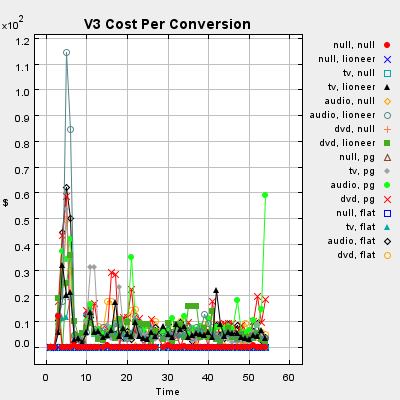 V3 Cost Per Conversion
x10^2
1.2
1.1
1.0
0.9
0.8
0.7
0.6
0.5
0.4
0.3
0.2
0.1
0.0
$
0
10
20
30
40
50
60
Time
null, null
null, lioneer
tv, null
tv, lioneer
audio, null
audio, lioneer
dvd, null
dvd, lioneer
null, pg
tv, pg
audio, pg
dvd, pg
null, flat
tv, flat
audio, flat
dvd, flat